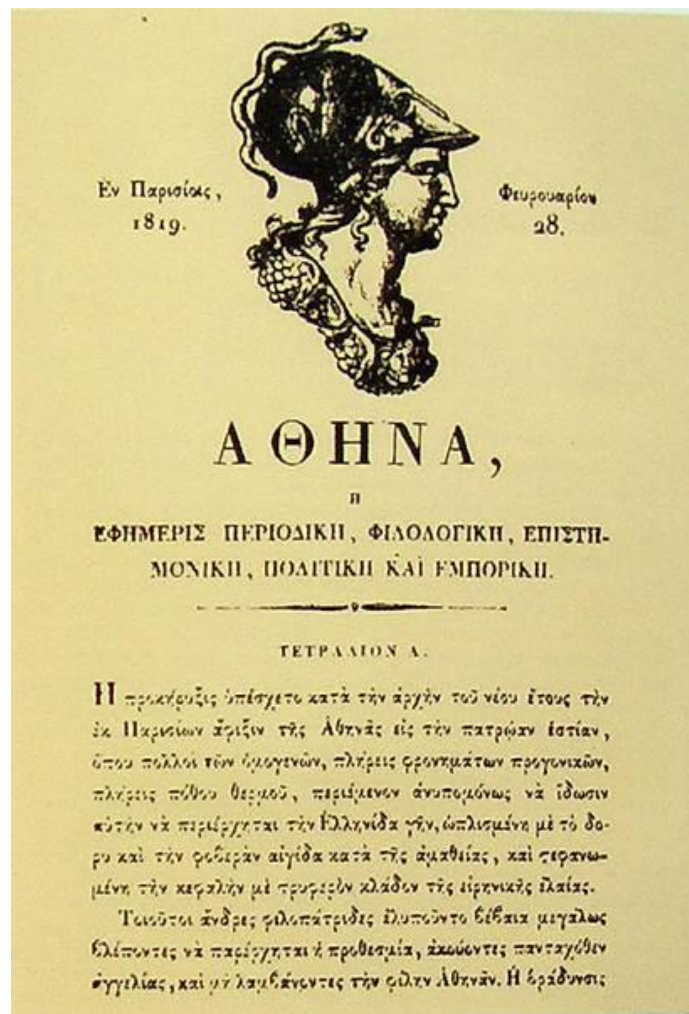 Ἐν Παρισίοις,
1819.
Φευρουαρίου
28.
ΑΘΗΝΑ,
Η
ΕΦΗΜΕΡΙΣ ΠΕΡΙΟΔΙΚΗ, ΦΙΛΟΛΟΓΙΚΗ, ΕΠΙΣΤΗ-
ΜΟΝΙΚΗ, ΠΟΛΙΤΙΚΗ ΚΑῚ ΕΜΠΟΡΙΚΗ.
ΤΕΤΡΑΔΙΟΝ Α.
Ἡ προκήρυξις ὑπέσχετο κατὰ τὴν ἀρχὴν τοῦ νέου ἔτους τὴν
ἐκ Παρισίων ἄφιξιν τῆς Ἀθηνᾶς εἰς τὴν πατρῴαν ἑστίαν,
ὅπου πολλοὶ τῶν ὁμογενῶν, πλήρεις φρονημάτων προγονικῶν,
πλήρεις πόθου θερμοῦ, περιέμενον ἀνυπομόνως νὰ ἴδωσιν
αὐτὴν νὰ περιέρχηται τὴν Ἑλληνίδα γῆν, ὡπλισμένη μὲ τὸ δο-
ρυ καὶ τὴν φοβερὰν αἰγίδα κατὰ τῆς ἀμαθείας, καὶ ϛεφανω-
μένη τὴν κεφαλὴν μὲ τρυφερὸν κλάδον τῆς εἰρηνικῆς ἐλαίας.
Τοιοῦτοι ἄνδρες φιλοπάτριδες ἐλυποῦντο βέβαια μεγάλως
βλέποντες νὰ παρέρχηται ἡ προθεσμία, ἀκούοντες πανταχόθεν
ἀγγελίας, καὶ μὴ λαμβάνοντες τὴν φίλην Ἀθηνᾶν. Ἡ βράδυνσις